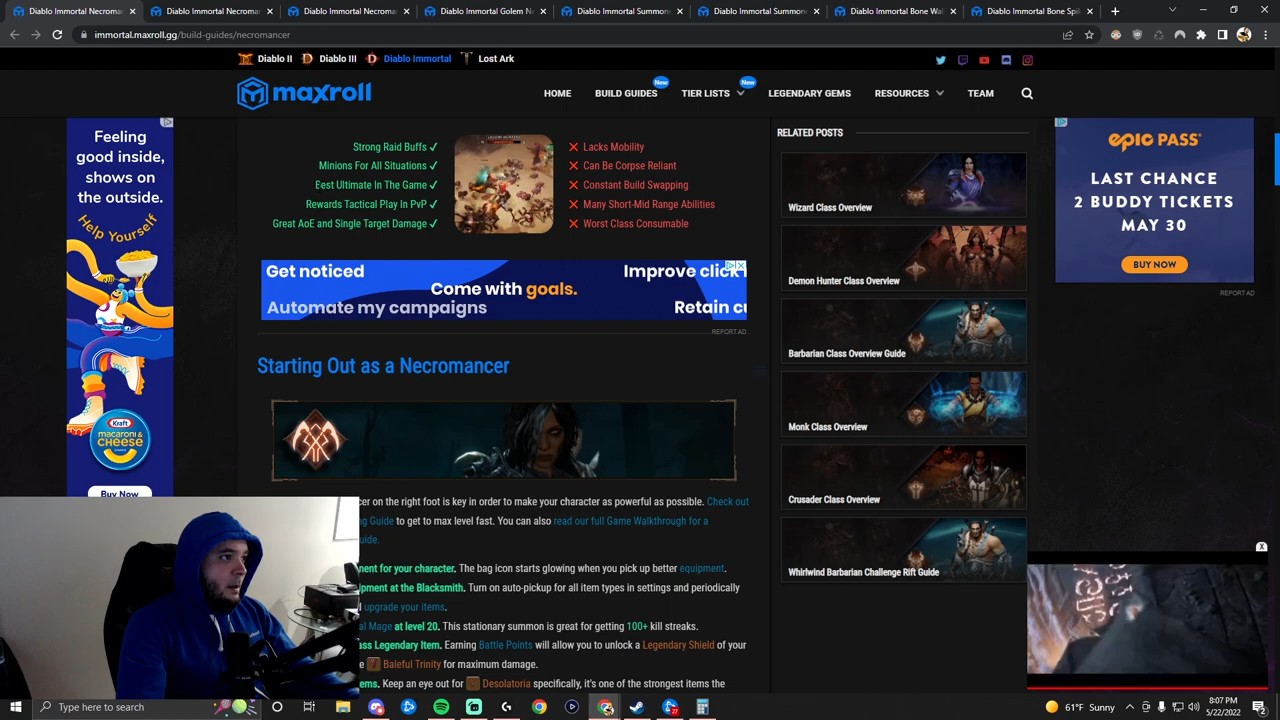 Diablo Immortal Necroman
Diablo Immortal Necroman
Diablo Immortal Necroman
Diablo Immortal Golem Ne
Diablo Immortal Summon
Diablo Immortal Summon
Diablo Immortal Bone Wal
Diablo Immortal Bone Spik
immortal.maxroll.gg/build-guides/necromancer
Diablo II
Diablo III
Diablo Immortal
Lost Ark
maxroll
HOME
BUILD GUIDES
New
TIER LISTS
New
LEGENDARY GEMS
RESOURCES
TEAM
Feeling
good inside,
shows on
the outside.
Help Yourself
Kraft
macaroni &
CHEESE
Buy Now
Strong Raid Buffs ✓
Minions For All Situations ✓
Best Ultimate In The Game ✓
Rewards Tactical Play In PvP ✓
Great AoE and Single Target Damage ✓
Lacks Mobility
Can Be Corpse Reliant
Constant Build Swapping
Many Short-Mid Range Abilities
Worst Class Consumable
Get noticed
Improve click
Come with goals.
Automate my campaigns
Retain cu
REPORT AD
Starting Out as a Necromancer
cer on the right foot is key in order to make your character as powerful as possible. Check out
ng Guide to get to max level fast. You can also read our full Game Walkthrough for a
uide.
nent for your character. The bag icon starts glowing when you pick up better equipment.
ipment at the Blacksmith. Turn on auto-pickup for all item types in settings and periodically
upgrade your items.
al Mage at level 20. This stationary summon is great for getting 100+ kill streaks.
ass Legendary Item. Earning Battle Points will allow you to unlock a Legendary Shield of your
e Baleful Trinity for maximum damage.
ems. Keep an eye out for Desolatoria specifically, it's one of the strongest items the
RELATED POSTS
Wizard Class Overview
Demon Hunter Class Overview
Barbarian Class Overview Guide
Monk Class Overview
Crusader Class Overview
Whirlwind Barbarian Challenge Rift Guide
epic PASS
LAST CHANCE
2 BUDDY TICKETS
MAY 30
BUY NOW
REPORT AD
X
Type here to search
27
61°F Sunny
8:07 PM
5/22/2022